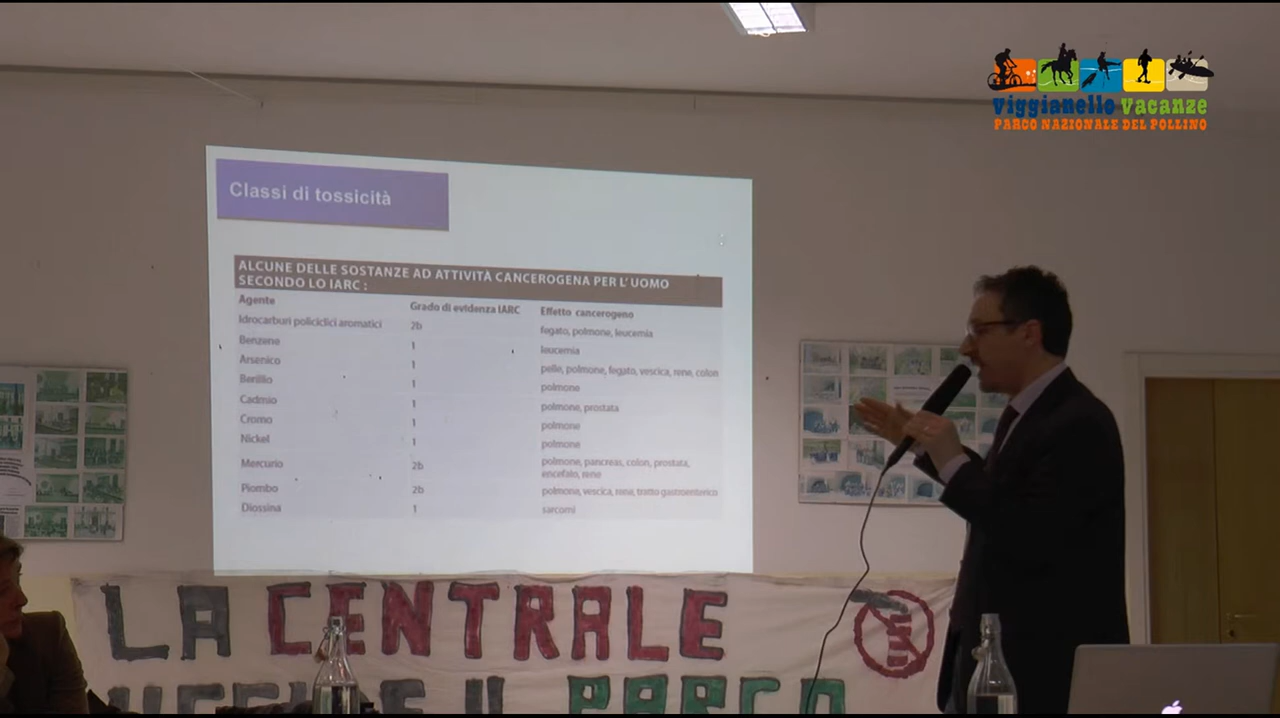 Viggianello Vacanze
PARCO NAZIONALE DEL POLLINO
Classi di tossicità
ALCUNE DELLE SOSTANZE AD ATTIVITÀ CANCEROGENA PER L' UOMO
SECONDO LO IARC :
Agente Grado di evidenza IARC Effetto cancerogeno
Idrocarburi policiclici aromatici 2b fegato, polmone, leucemia
Benzene 1 leucemia
Arsenico 1 pelle, polmone, fegato, vescica, rene, colon
Berillio 1 polmone
Cadmio 1 polmone, prostata
Cromo 1 polmone
Nickel 1 polmone
Mercurio 2b polmone, pancreas, colon, prostata,
encefalo, rene
Piombo 2b polmone, vescica, rene, tratto gastroenterico
Diossina 1 sarcomi
LA CENTRALE
IL PARCO